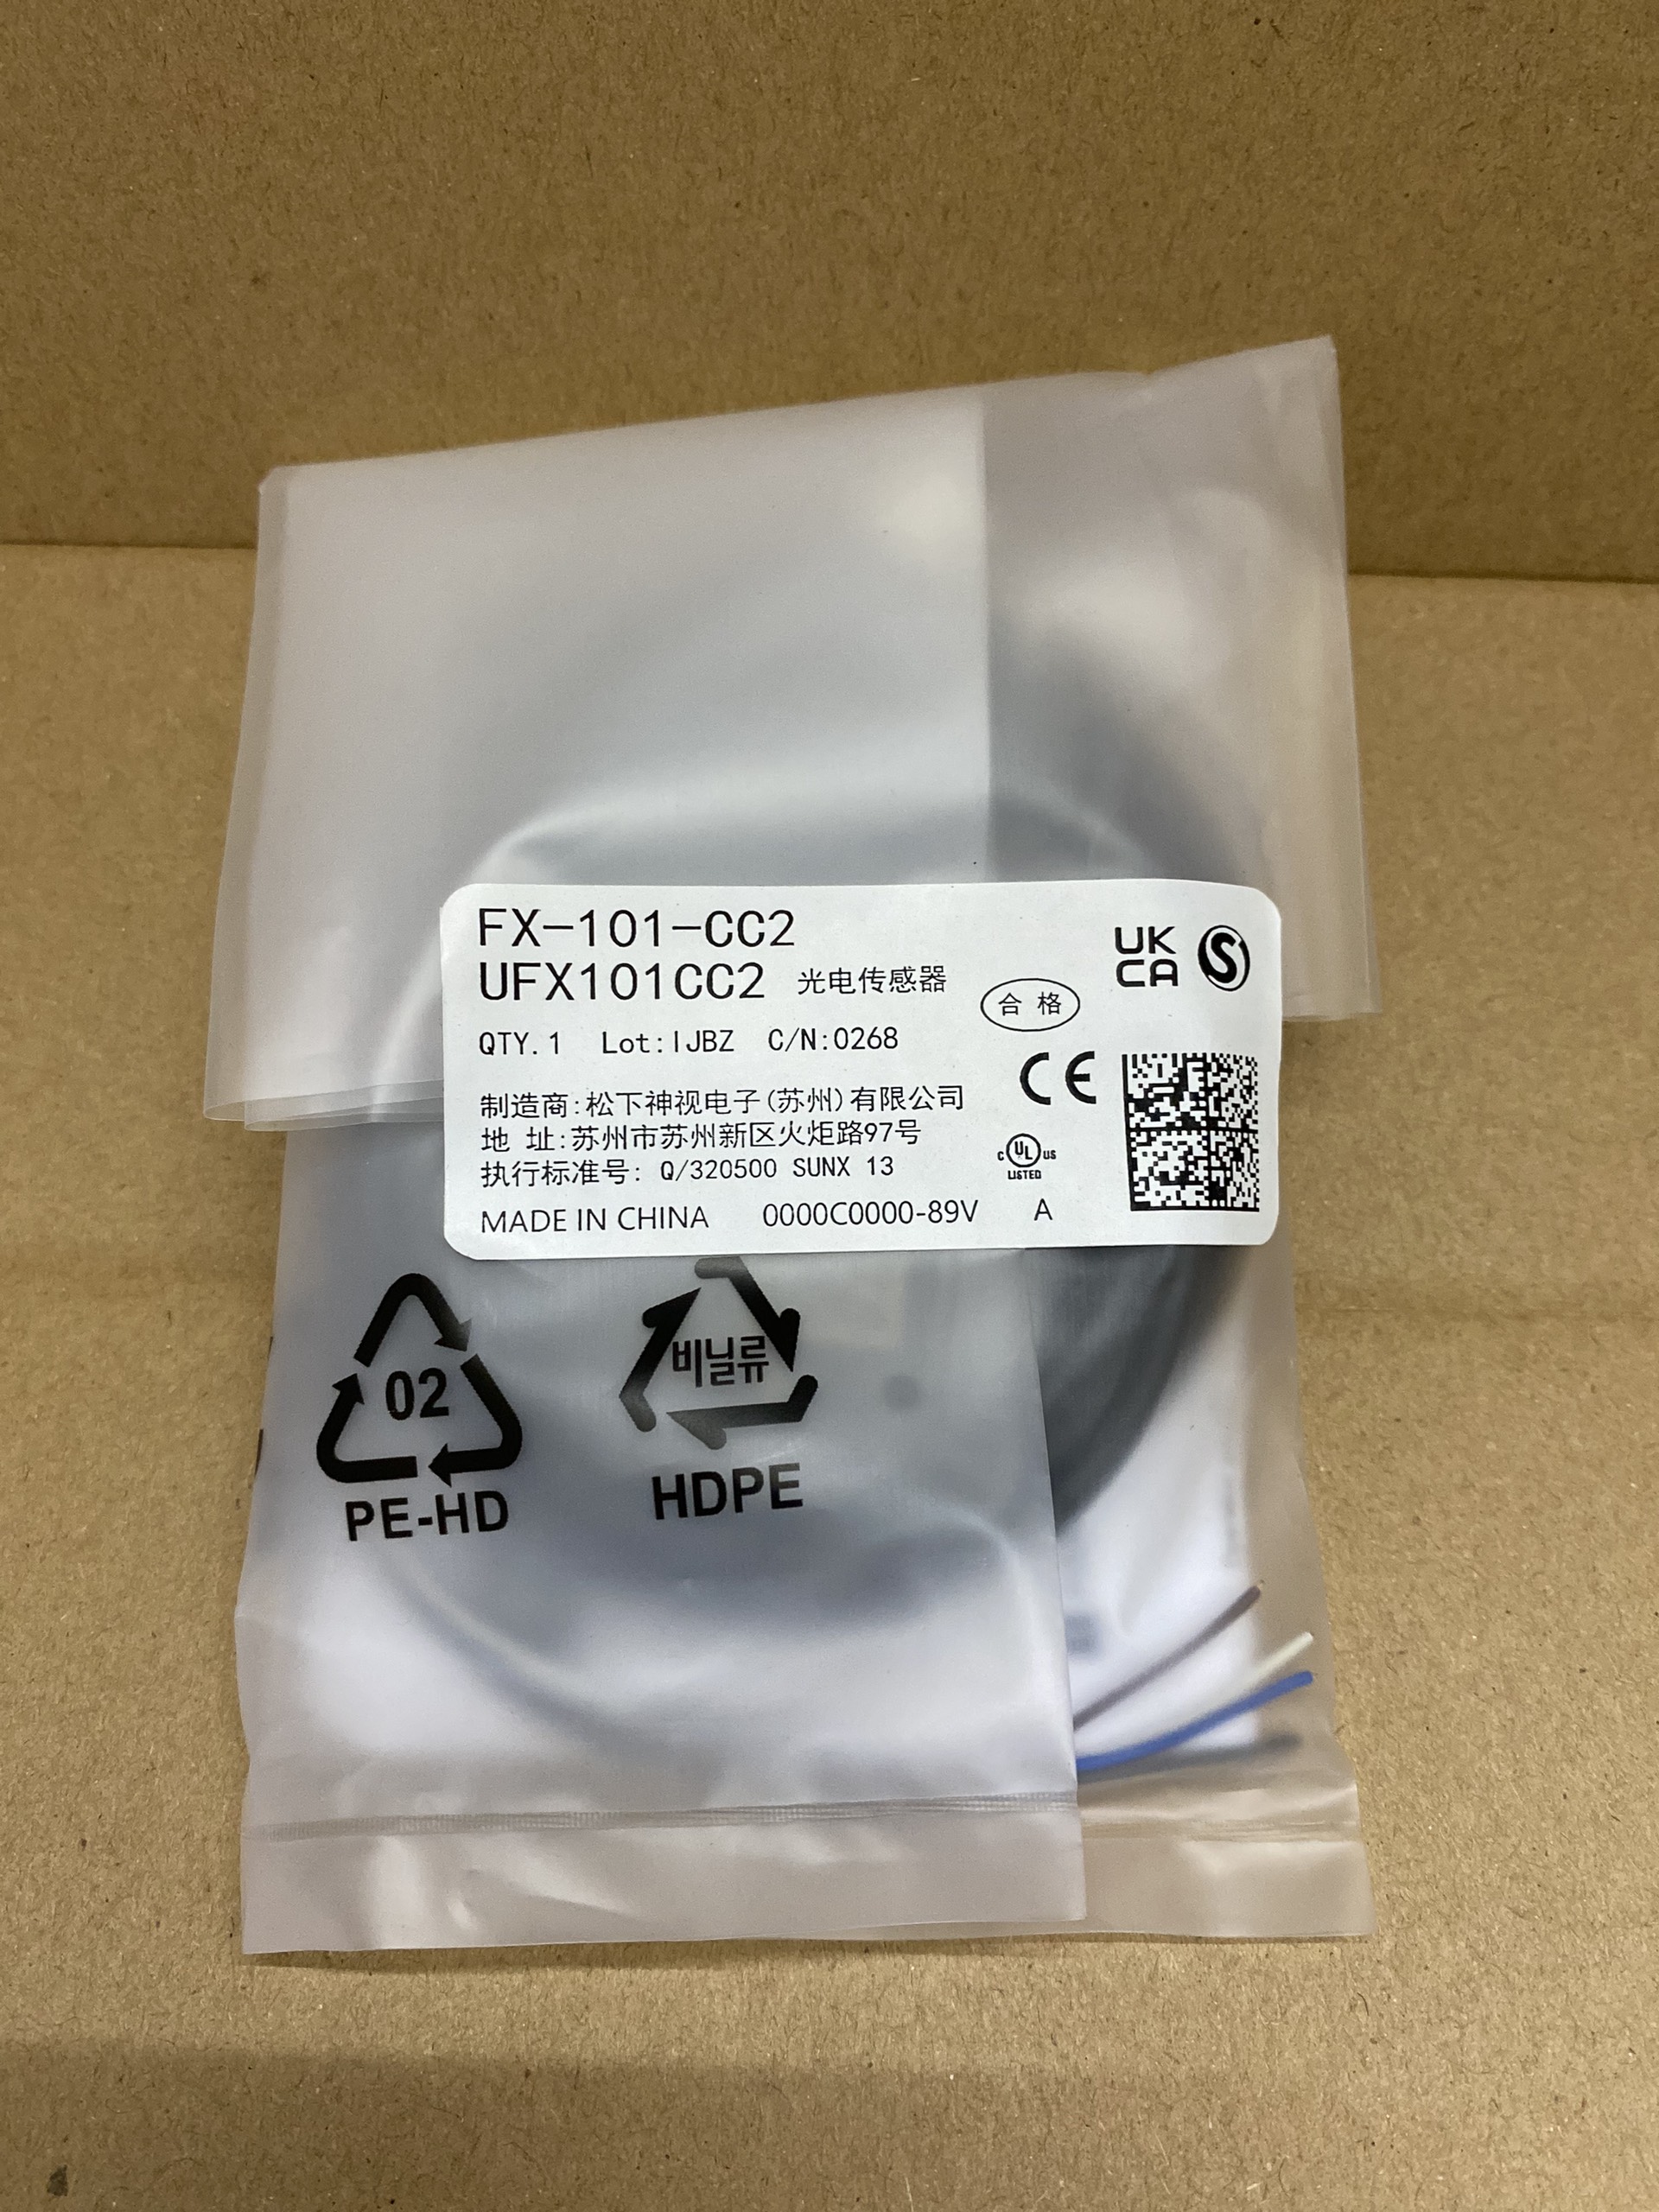 FX-101-CC2
UFX101CC2 光电传感器
合 格
UK
CA
QTY.1 Lot:IJBZ C/N:0268
CE
制造商:松下神视电子(苏州)有限公司
地 址:苏州市苏州新区火炬路97号
执行标准号: Q/320500 SUNX 13
C UL US
LISTED
MADE IN CHINA 0000C0000-89V A
02
PE-HD
비닐류
HDPE